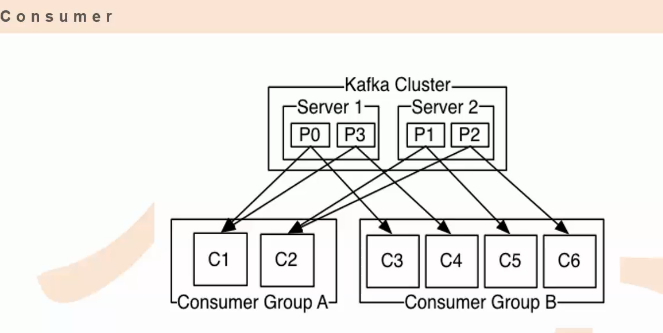 Consumer
Kafka Cluster
Server 1 Server 2
P0 P3 P1 P2
C1 C2 C3 C4 C5 C6
Consumer Group A Consumer Group B